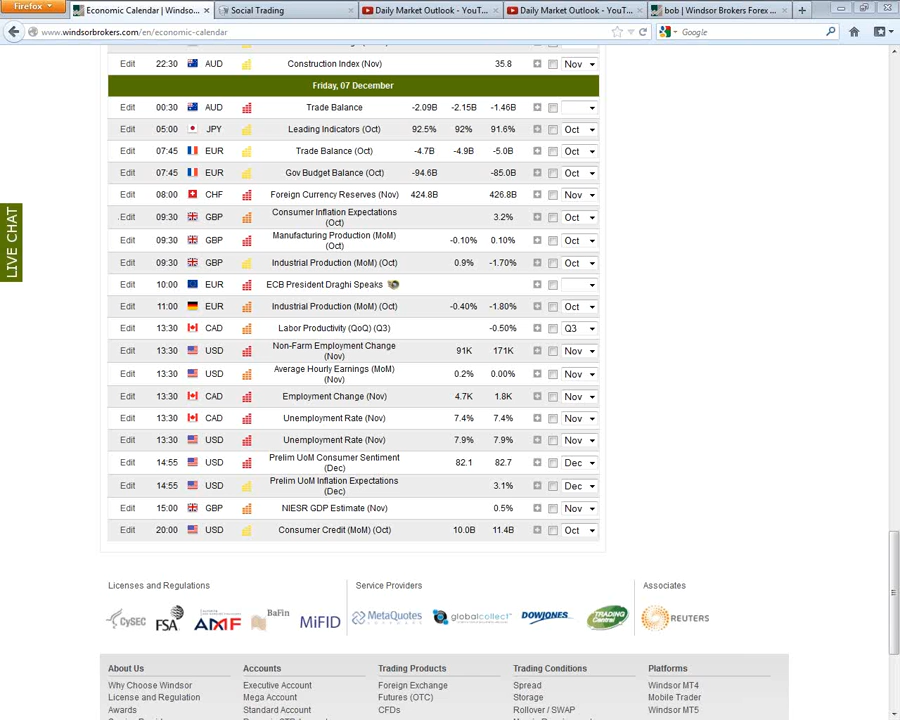 Firefox
Economic Calendar | Windsor...
Social Trading
Daily Market Outlook - YouT...
Daily Market Outlook - YouT...
bob | Windsor Brokers Forex ...
www.windsorbrokers.com/en/economic-calendar
Google
Edit 22:30 AUD Construction Index (Nov) 35.8 Nov
Friday, 07 December
Edit 00:30 AUD Trade Balance -2.09B -2.15B -1.46B
Edit 05:00 JPY Leading Indicators (Oct) 92.5% 92% 91.6% Oct
Edit 07:45 EUR Trade Balance (Oct) -4.7B -4.9B -5.0B Oct
Edit 07:45 EUR Gov Budget Balance (Oct) -94.6B -85.0B Oct
Edit 08:00 CHF Foreign Currency Reserves (Nov) 424.8B 426.8B Nov
Edit 09:30 GBP Consumer Inflation Expectations (Oct) 3.2% Oct
Edit 09:30 GBP Manufacturing Production (MoM) (Oct) -0.10% 0.10% Oct
Edit 09:30 GBP Industrial Production (MoM) (Oct) 0.9% -1.70% Oct
Edit 10:00 EUR ECB President Draghi Speaks
Edit 11:00 EUR Industrial Production (MoM) (Oct) -0.40% -1.80% Oct
Edit 13:30 CAD Labor Productivity (QoQ) (Q3) -0.50% Q3
Edit 13:30 USD Non-Farm Employment Change (Nov) 91K 171K Nov
Edit 13:30 USD Average Hourly Earnings (MoM) (Nov) 0.2% 0.00% Nov
Edit 13:30 CAD Employment Change (Nov) 4.7K 1.8K Nov
Edit 13:30 CAD Unemployment Rate (Nov) 7.4% 7.4% Nov
Edit 13:30 USD Unemployment Rate (Nov) 7.9% 7.9% Nov
Edit 14:55 USD Prelim UoM Consumer Sentiment (Dec) 82.1 82.7 Dec
Edit 14:55 USD Prelim UoM Inflation Expectations (Dec) 3.1% Dec
Edit 15:00 GBP NIESR GDP Estimate (Nov) 0.5% Nov
Edit 20:00 USD Consumer Credit (MoM) (Oct) 10.0B 11.4B Oct
LIVE CHAT
Licenses and Regulations
Service Providers
Associates
CySEC FSA AMF BaFin MiFID MetaQuotes globalcollect DOWJONES TRADING Central REUTERS
About Us Accounts Trading Products Trading Conditions Platforms
Why Choose Windsor Executive Account Foreign Exchange Spread Windsor MT4
License and Regulation Mega Account Futures (OTC) Storage Mobile Trader
Awards Standard Account CFDs Rollover / SWAP Windsor MT5